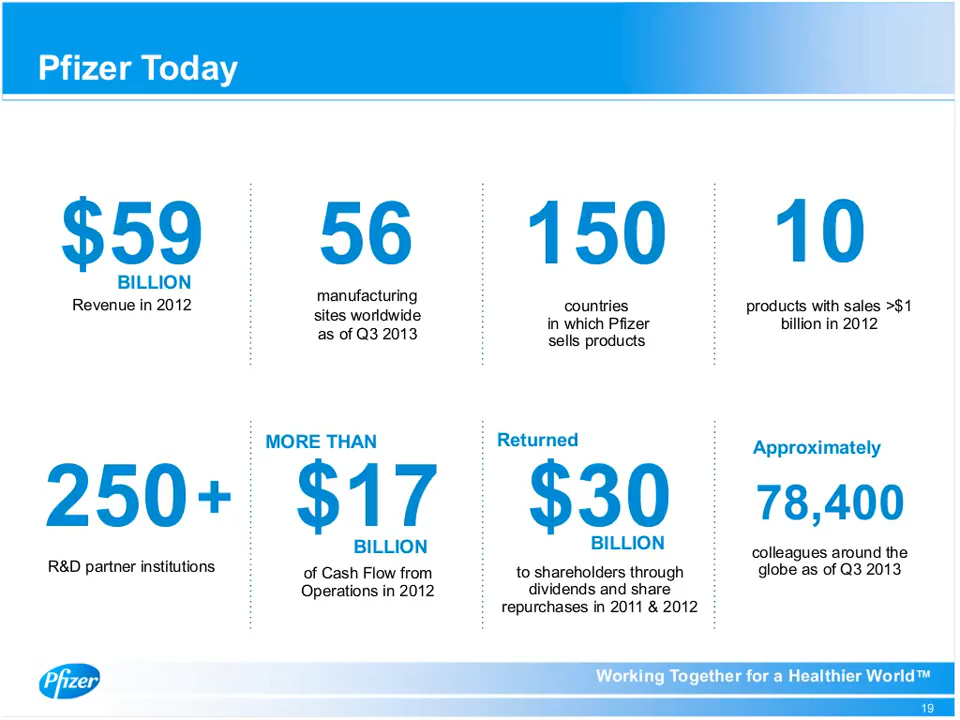 Pfizer Today
$59
BILLION
Revenue in 2012
56
manufacturing
sites worldwide
as of Q3 2013
150
countries
in which Pfizer
sells products
10
products with sales >$1
billion in 2012
250+
R&D partner institutions
MORE THAN
$17
BILLION
of Cash Flow from
Operations in 2012
Returned
$30
BILLION
to shareholders through
dividends and share
repurchases in 2011 & 2012
Approximately
78,400
colleagues around the
globe as of Q3 2013
Pfizer
Working Together for a Healthier World™
19